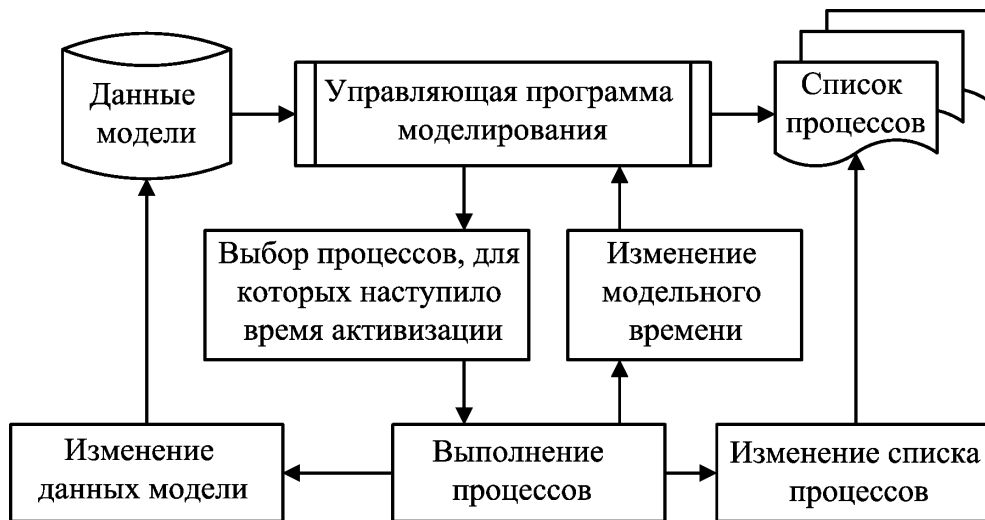 Данные
модели
Управляющая программа
моделирования
Список
процессов
Выбор процессов, для
которых наступило
время активизации
Изменение
модельного
времени
Изменение
данных модели
Выполнение
процессов
Изменение списка
процессов